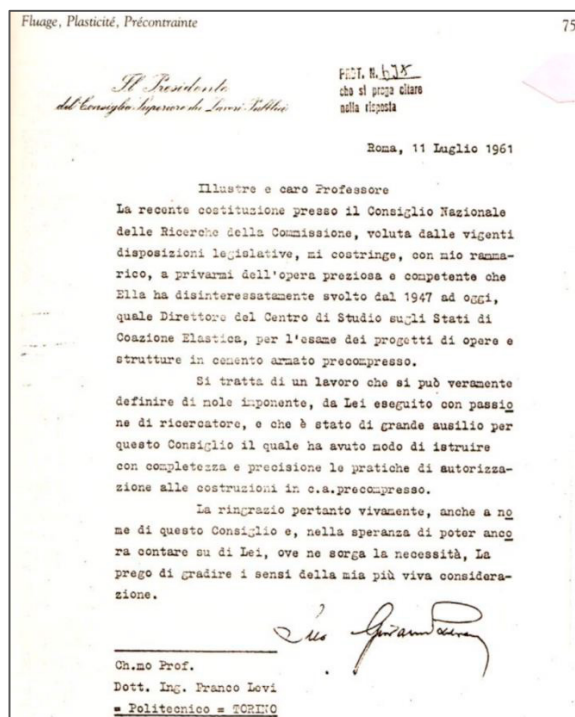 Fluage, Plasticité, Précontrainte
75
Il Presidente
del Consiglio Superiore dei Lavori Pubblici
PROT. N. 678
che si prega citare
nella risposta
Roma, 11 Luglio 1961
Illustre e caro Professore
La recente costituzione presso il Consiglio Nazionale
delle Ricerche della Commissione, voluta dalle vigenti
disposizioni legislative, mi costringe, con mio ramma-
rico, a privarmi dell'opera preziosa e competente che
Ella ha disinteressatamente svolto dal 1947 ad oggi,
quale Direttore del Centro di Studio sugli Stati di
Coazione Elastica, per l'esame dei progetti di opere e
strutture in cemento armato precompresso.
Si tratta di un lavoro che si può veramente
definire di mole imponente, da Lei eseguito con passio
ne di ricercatore, e che è stato di grande ausilio per
questo Consiglio il quale ha avuto modo di istruire
con completezza e precisione le pratiche di autorizza-
zione alle costruzioni in c.a.precompresso.
La ringrazio pertanto vivamente, anche a no
me di questo Consiglio e, nella speranza di poter anco
ra contare su di Lei, ove ne sorga la necessità, La
prego di gradire i sensi della mia più viva considera-
zione.
Suo
Ch.mo Prof.
Dott. Ing. Franco Levi
= Politecnico = TORINO